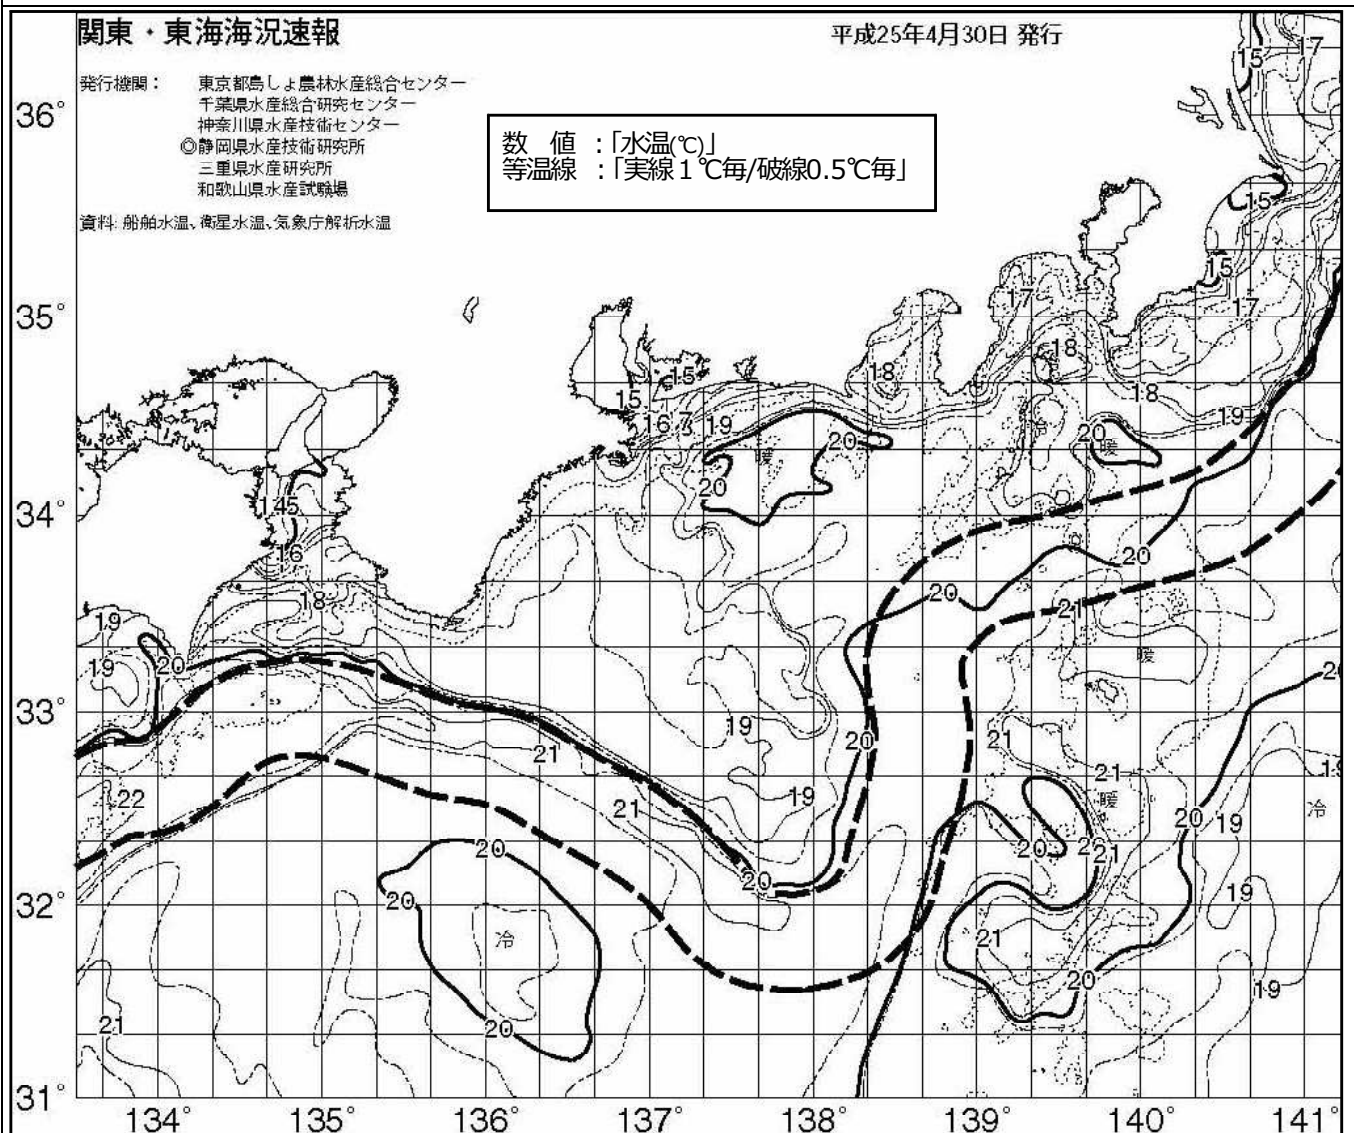 関東・東海海況速報
平成25年4月30日 発行
発行機関： 東京都島しょ農林水産総合センター
千葉県水産総合研究センター
神奈川県水産技術センター
◎静岡県水産技術研究所
三重県水産研究所
和歌山県水産試験場
資料: 船舶水温、衛星水温、気象庁解析水温
数 値 ：「水温(℃)」
等温線 ：「実線１℃毎/破線0.5℃毎」
15 17
36°
15
15
35°
17 17
18 18
15
15 18
16 7 19 20 20 19
冷 暖
暖
20
34°
145
16 20
18 20 21
19
19 20 暖
20
33°
19 20 21
21 21 19
22 21 19 暖 冷
20 19
20 20 2 21
20
32°
20 19
冷 21
20 19
21 20
31°
134° 135° 136° 137° 138° 139° 140° 141°